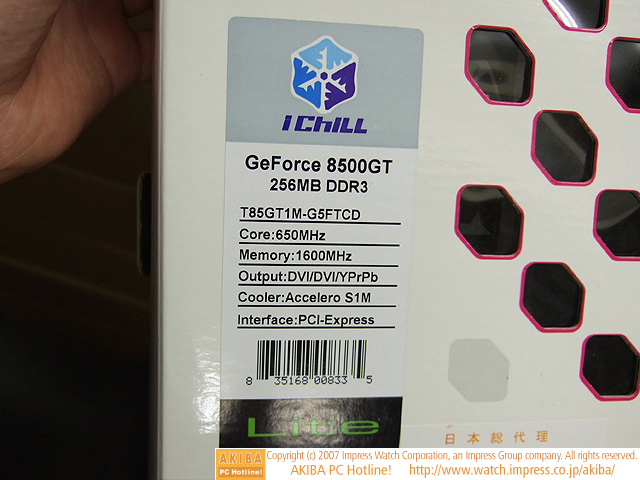 ICHILL
GeForce 8500GT
256MB DDR3
T85GT1M-G5FTCD
Core:650MHz
Memory:1600MHz
Output:DVI/DVI/YPrPb
Cooler:Accelero S1M
Interface:PCI-Express
8 35168 00833 5
Lite
日本総代理
AKIBA PC Hotline!
Copyright (c) 2007 Impress Watch Corporation, an Impress Group company. All rights reserved.
AKIBA PC Hotline! http://www.watch.impress.co.jp/akiba/